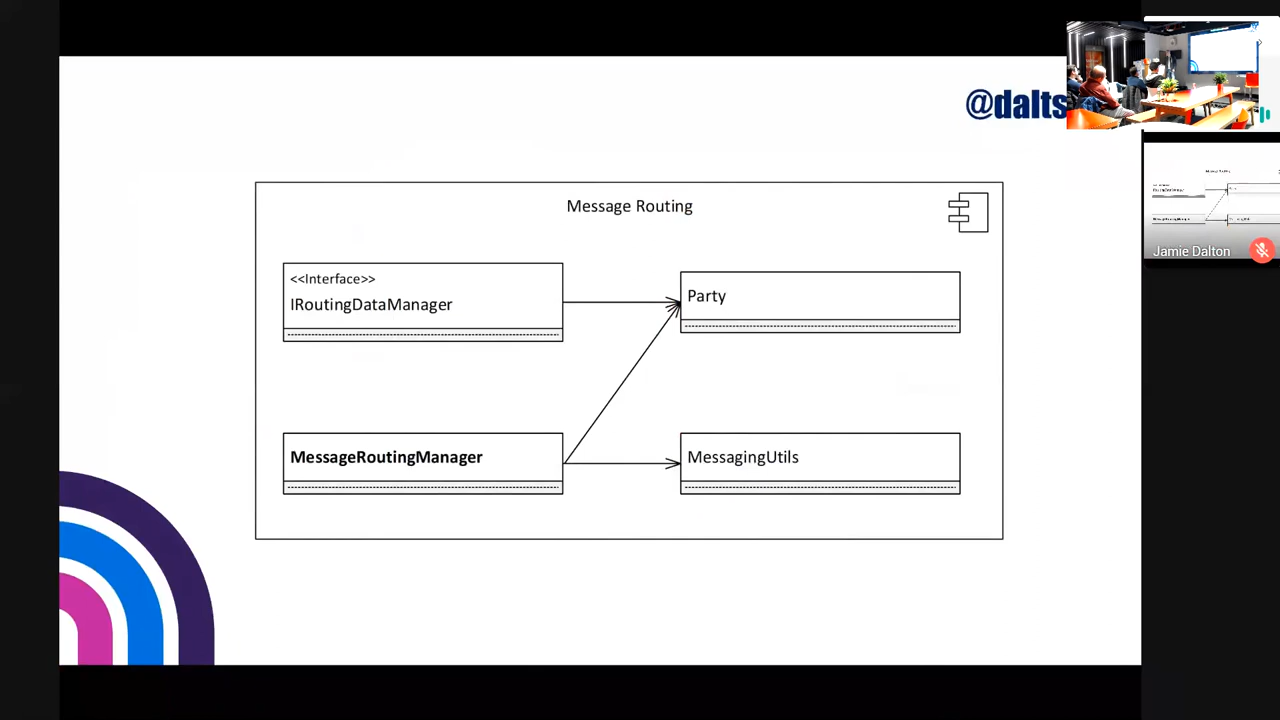 @dalts
Message Routing
<<Interface>>
IRoutingDataManager
Party
MessageRoutingManager
MessagingUtils
Jamie Dalton